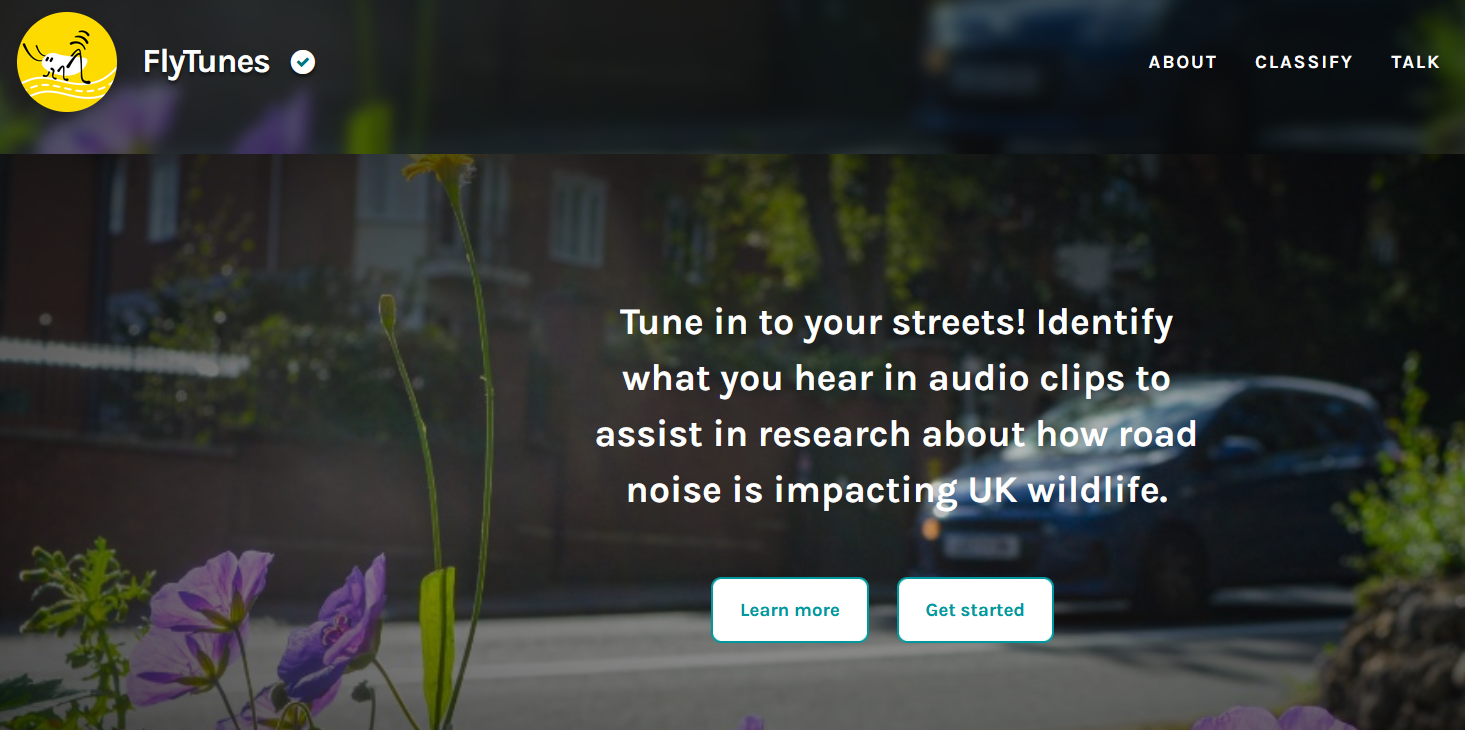 FlyTunes
ABOUT CLASSIFY TALK
Tune in to your streets! Identify
what you hear in audio clips to
assist in research about how road
noise is impacting UK wildlife.
Learn more Get started